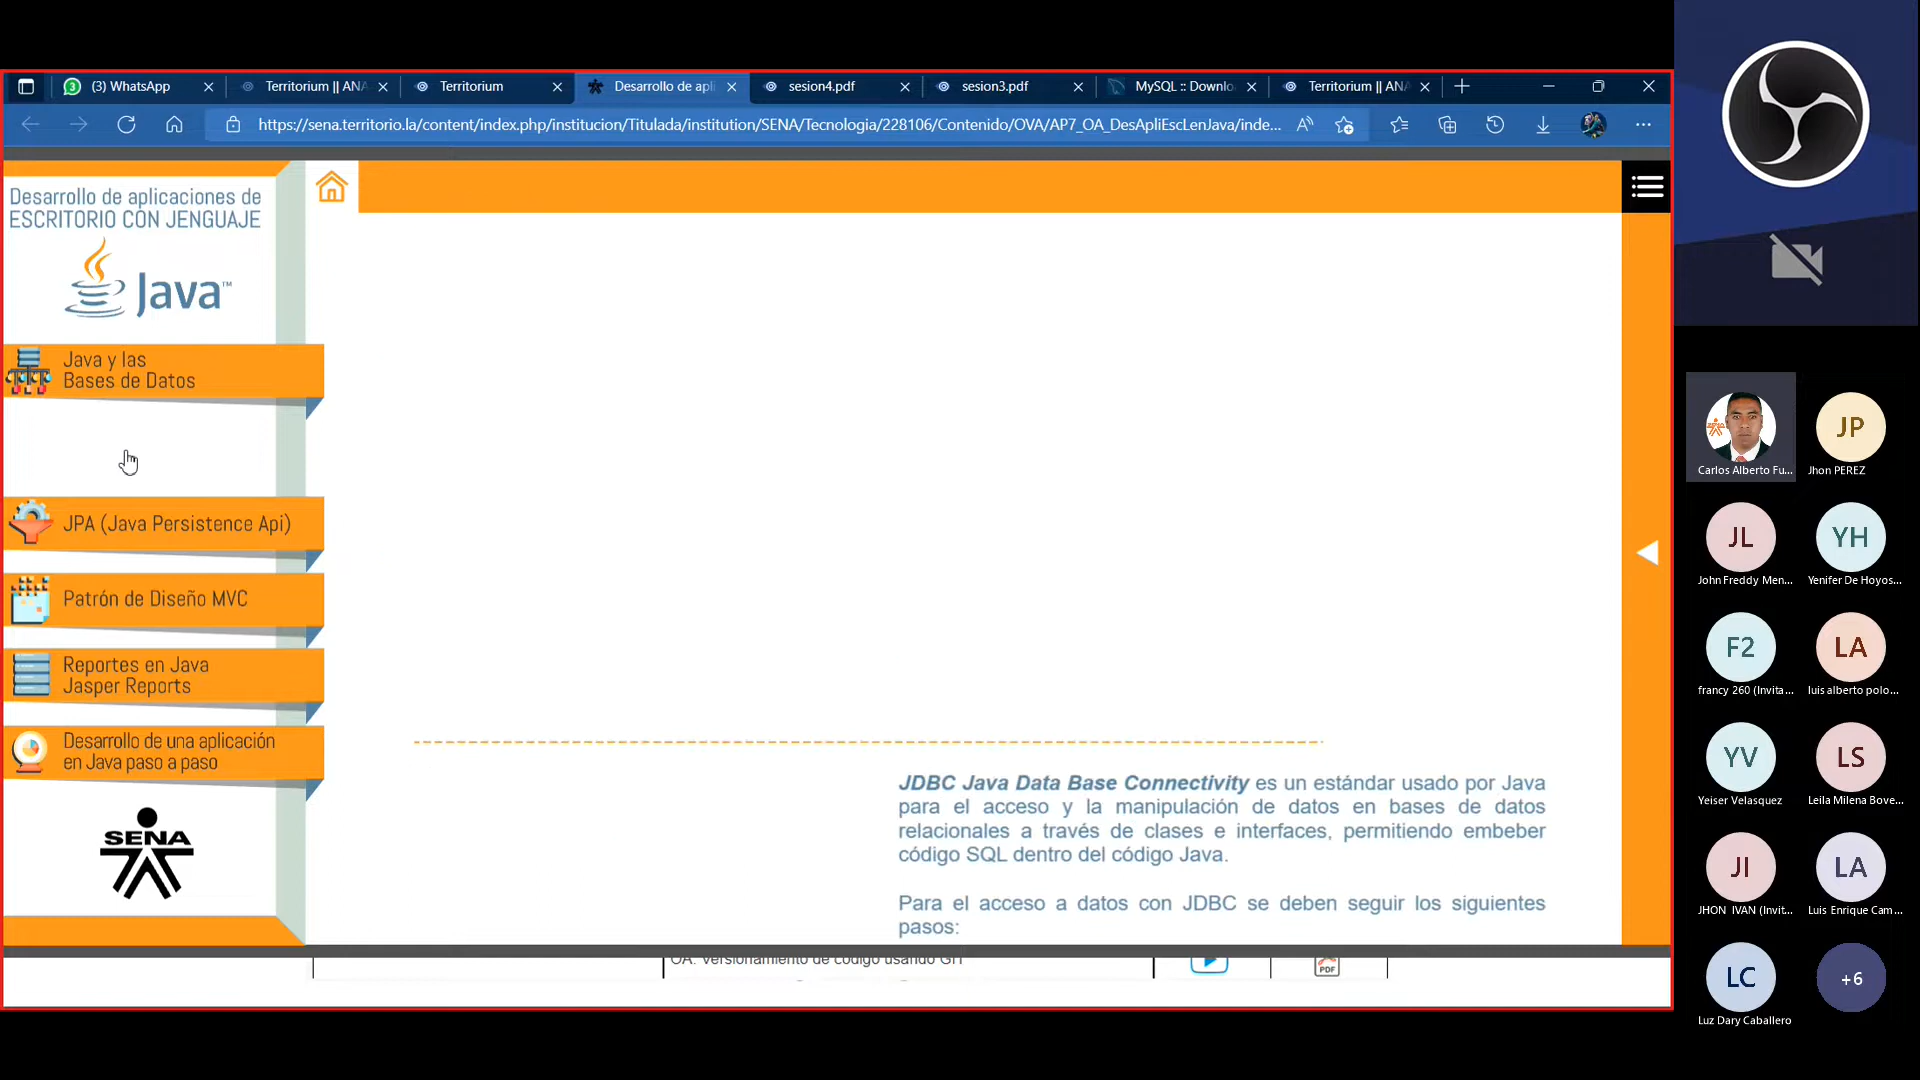 (3) WhatsApp
Territorium || ANA
Territorium
Desarrollo de apli
sesion4.pdf
sesion3.pdf
MySQL :: Downlo
Territorium || ANA
https://sena.territorio.la/content/index.php/institucion/Titulada/institution/SENA/Tecnologia/228106/Contenido/OVA/AP7_OA_DesApliEscLenJava/inde...
Desarrollo de aplicaciones de
ESCRITORIO CON JENGUAJE
Java™
Java y las
Bases de Datos
JPA (Java Persistence Api)
Patrón de Diseño MVC
Reportes en Java
Jasper Reports
Desarrollo de una aplicación
en Java paso a paso
SENA
JDBC Java Data Base Connectivity es un estándar usado por Java
para el acceso y la manipulación de datos en bases de datos
relacionales a través de clases e interfaces, permitiendo embeber
código SQL dentro del código Java.
Para el acceso a datos con JDBC se deben seguir los siguientes
pasos:
OA. Versionamiento de código usando GIT
PDF
Carlos Alberto Fu...
JP
Jhon PEREZ
JL
John Freddy Men...
YH
Yenifer De Hoyos...
F2
francy 260 (Invita...
LA
luis alberto polo...
YV
Yeiser Velasquez
LS
Leila Milena Bove...
JI
JHON IVAN (Invit...
LA
Luis Enrique Cam...
LC
Luz Dary Caballero
+6